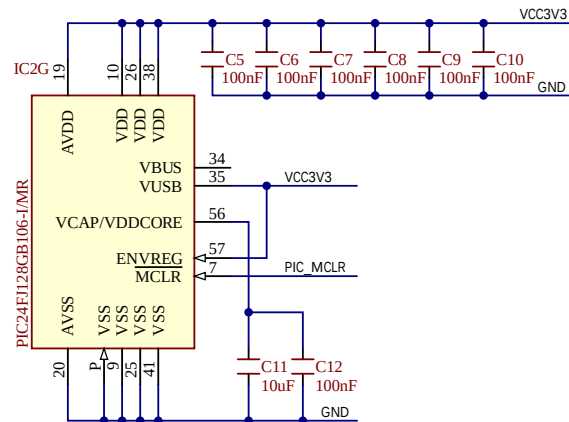 VCC3V3
IC2G
19
10
26
38
C5
100nF
C6
100nF
C7
100nF
C8
100nF
C9
100nF
C10
100nF
GND
AVDD
VDD
VDD
VDD
VBUS
34
VUSB
35
VCC3V3
VCAP/VDDCORE
56
ENVREG
57
MCLR
7
PIC_MCLR
PIC24FJ128GB106-I/MR
AVSS
VSS
VSS
VSS
VSS
20
P
9
25
41
C11
10uF
C12
100nF
GND